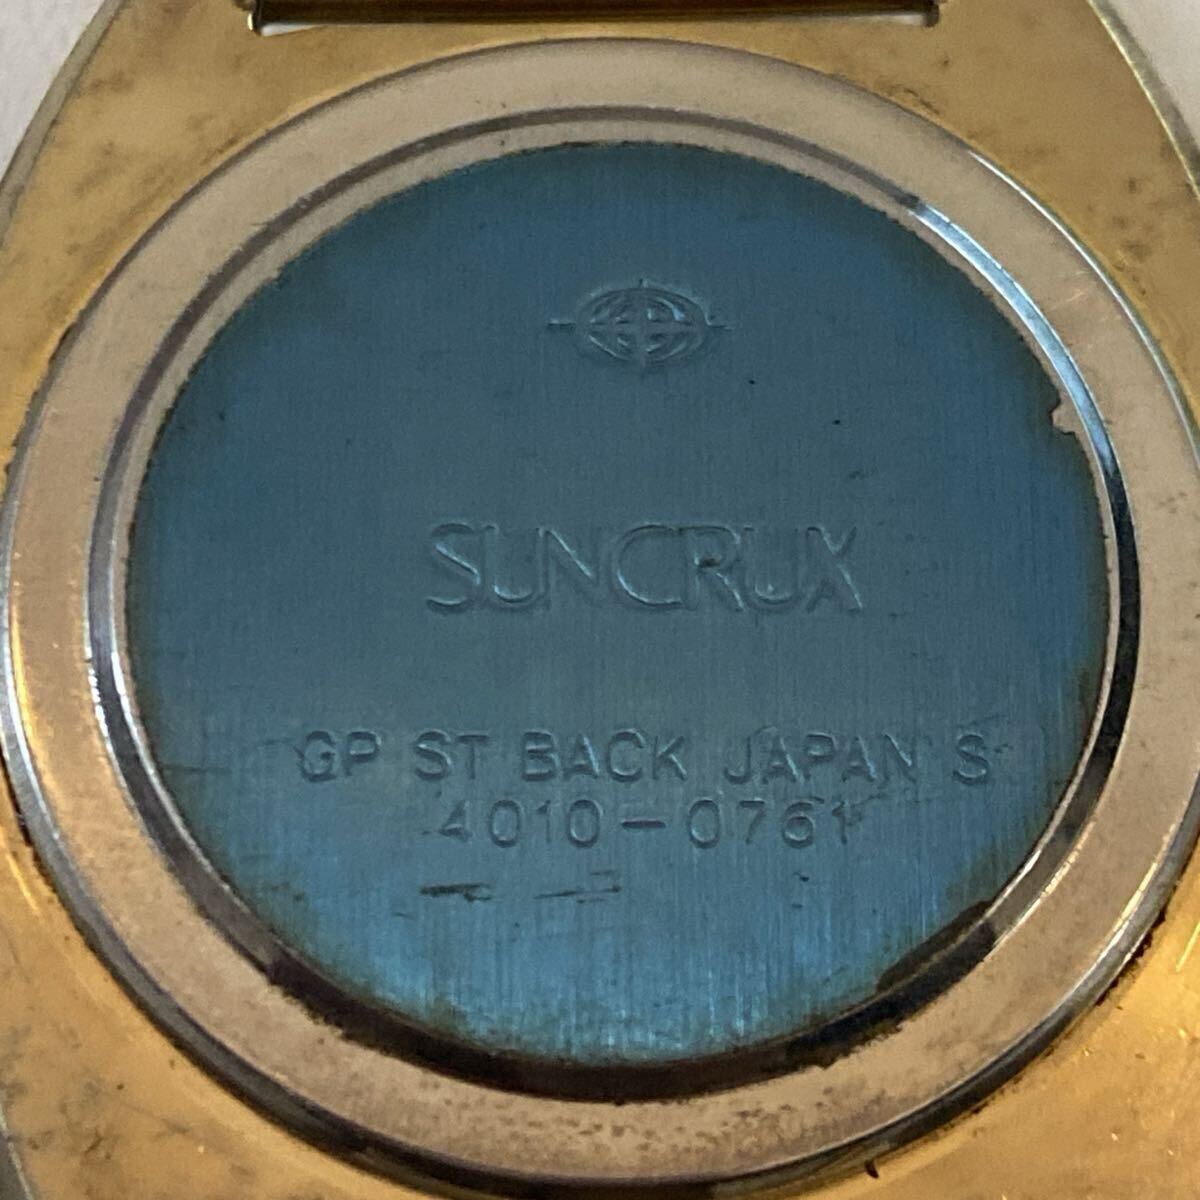 SUNCRUX
GP ST BACK JAPAN S
4010-0761